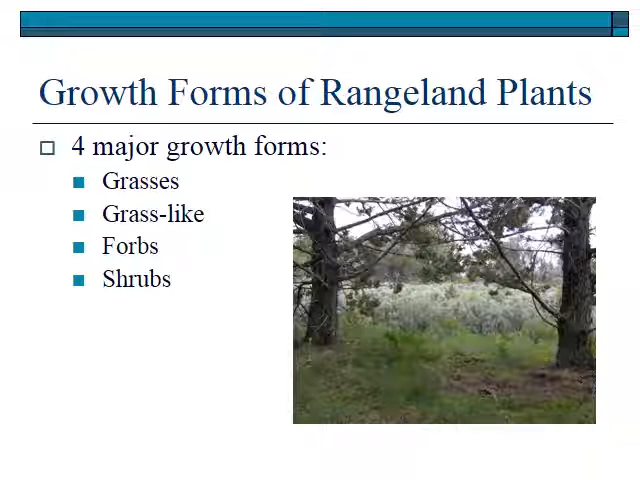 Growth Forms of Rangeland Plants
4 major growth forms:
Grasses
Grass-like
Forbs
Shrubs